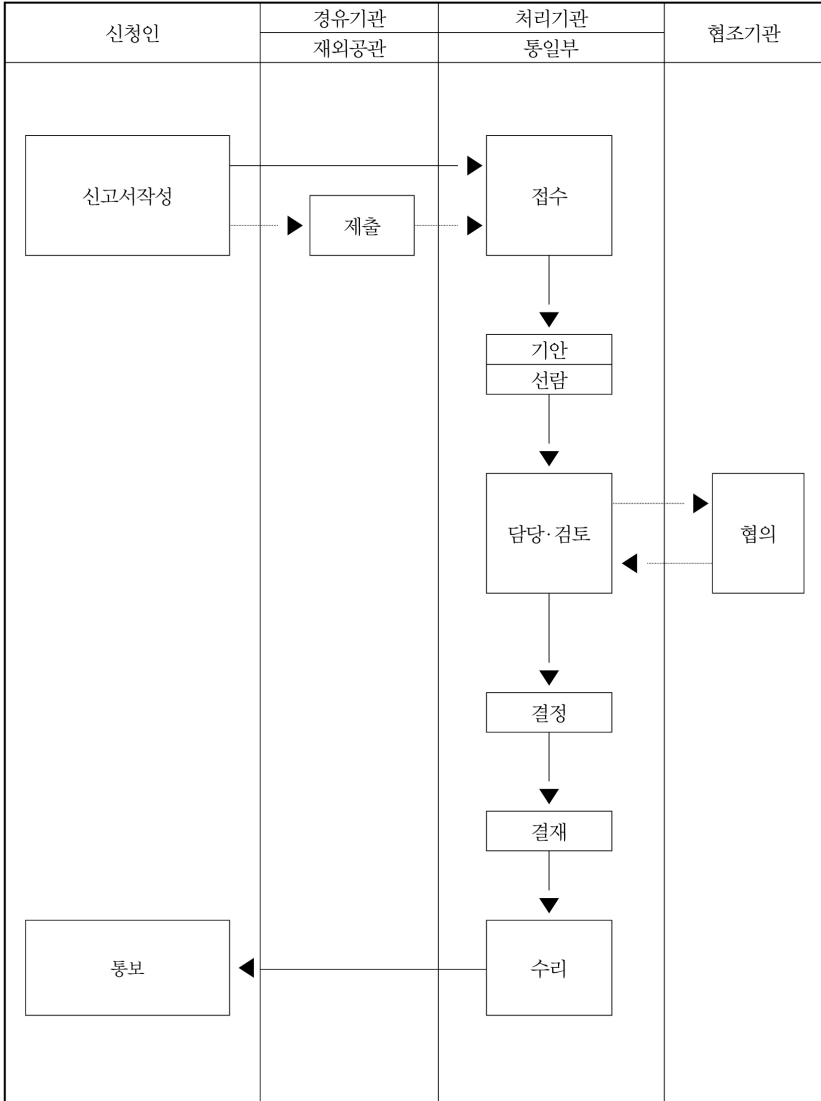 신청인
경유기관
처리기관
협조기관
재외공관
통일부
신고서작성
접수
제출
기안
선람
담당·검토
협의
결정
결재
통보
수리